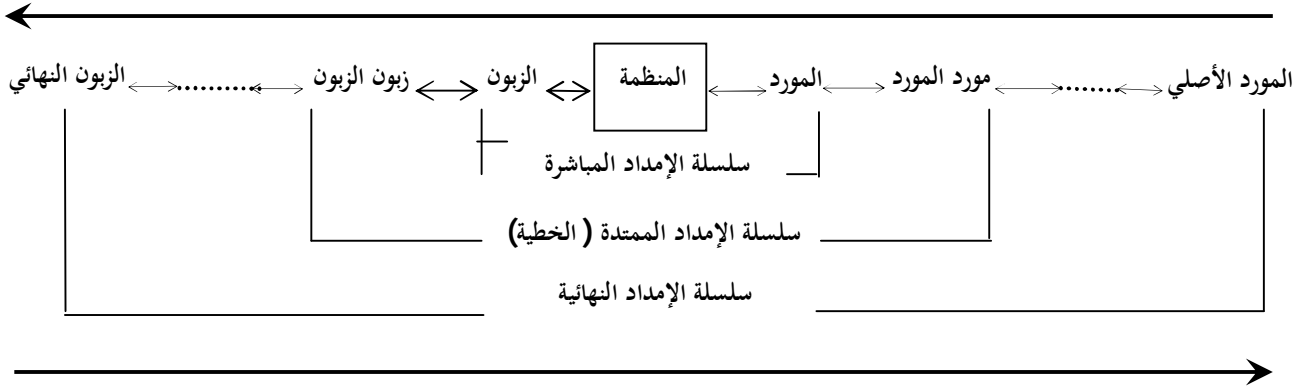 المورد الأصلي ........ مورد المورد المورد المنظمة الزبون زبون الزبون .......... الزبون النهائي
سلسلة الإمداد المباشرة
سلسلة الإمداد الممتدة ( الخطية)
سلسلة الإمداد النهائية